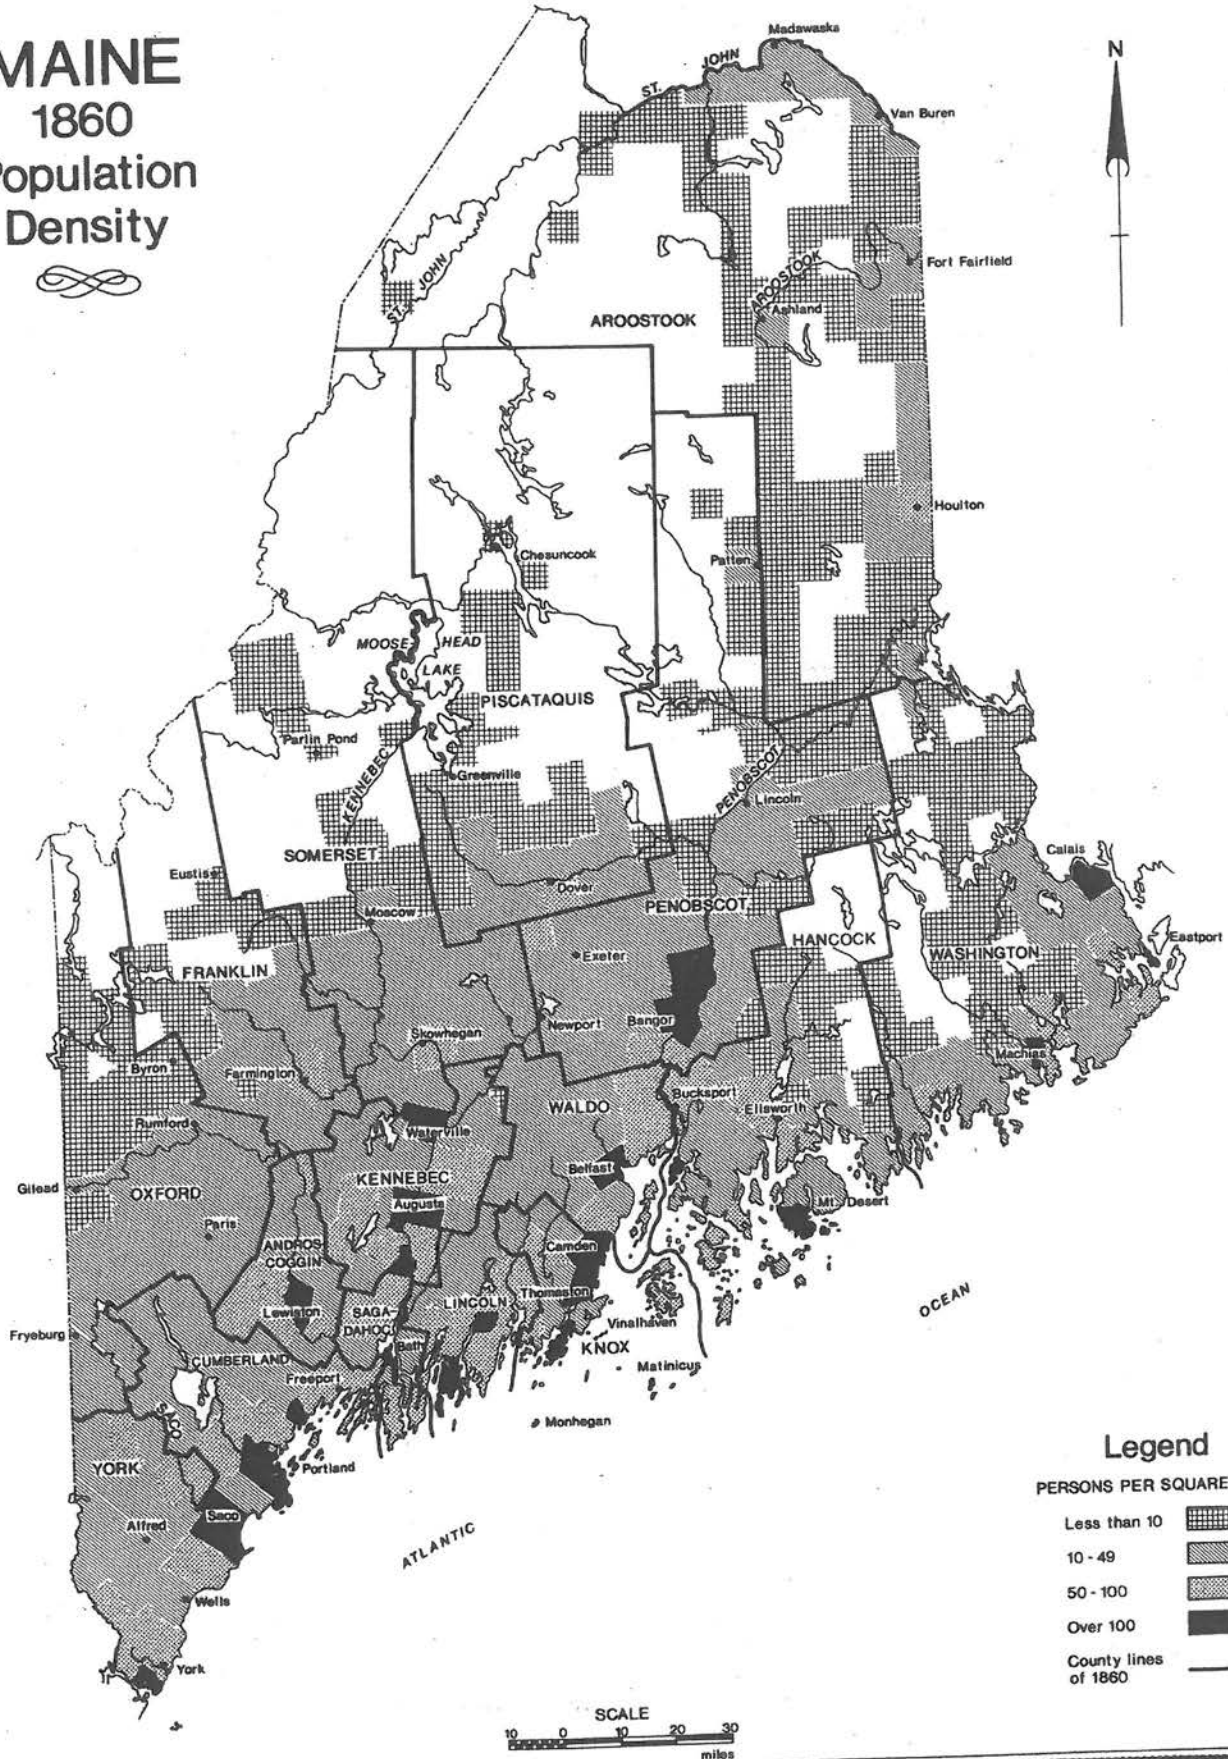 MAINE
1860
Population
Density
N
Madawaska
ST. JOHN
Van Buren
Fort Fairfield
ST. JOHN
AROOSTOOK
AROOSTOOK
Ashland
Houlton
Chesuncook
Patten
MOOSE-HEAD
LAKE
PISCATAQUIS
Parlin Pond
KENNEBEC
Greenville
PENOBSCOT
Lincoln
SOMERSET
Eustis
Calais
Dover
Moscow
PENOBSCOT
HANCOCK
WASHINGTON
Eastport
FRANKLIN
Exeter
Skowhegan
Newport
Bangor
Machias
Byron
Farmington
Bucksport
WALDO
Ellsworth
Rumford
Waterville
Belfast
KENNEBEC
Gilead
OXFORD
Augusta
Mt. Desert
Paris
Camden
ANDROS-
COGGIN
Lewiston
SAGA-
DAHOC
LINCOLN
Thomaston
Vinalhaven
OCEAN
Fryeburg
CUMBERLAND
Bath
KNOX
Matinicus
Freeport
SACO
Monhegan
YORK
Portland
Alfred
Saco
ATLANTIC
Wells
York
Legend
PERSONS PER SQUARE
Less than 10
10 - 49
50 - 100
Over 100
County lines
of 1860
SCALE
10 0 10 20 30
miles